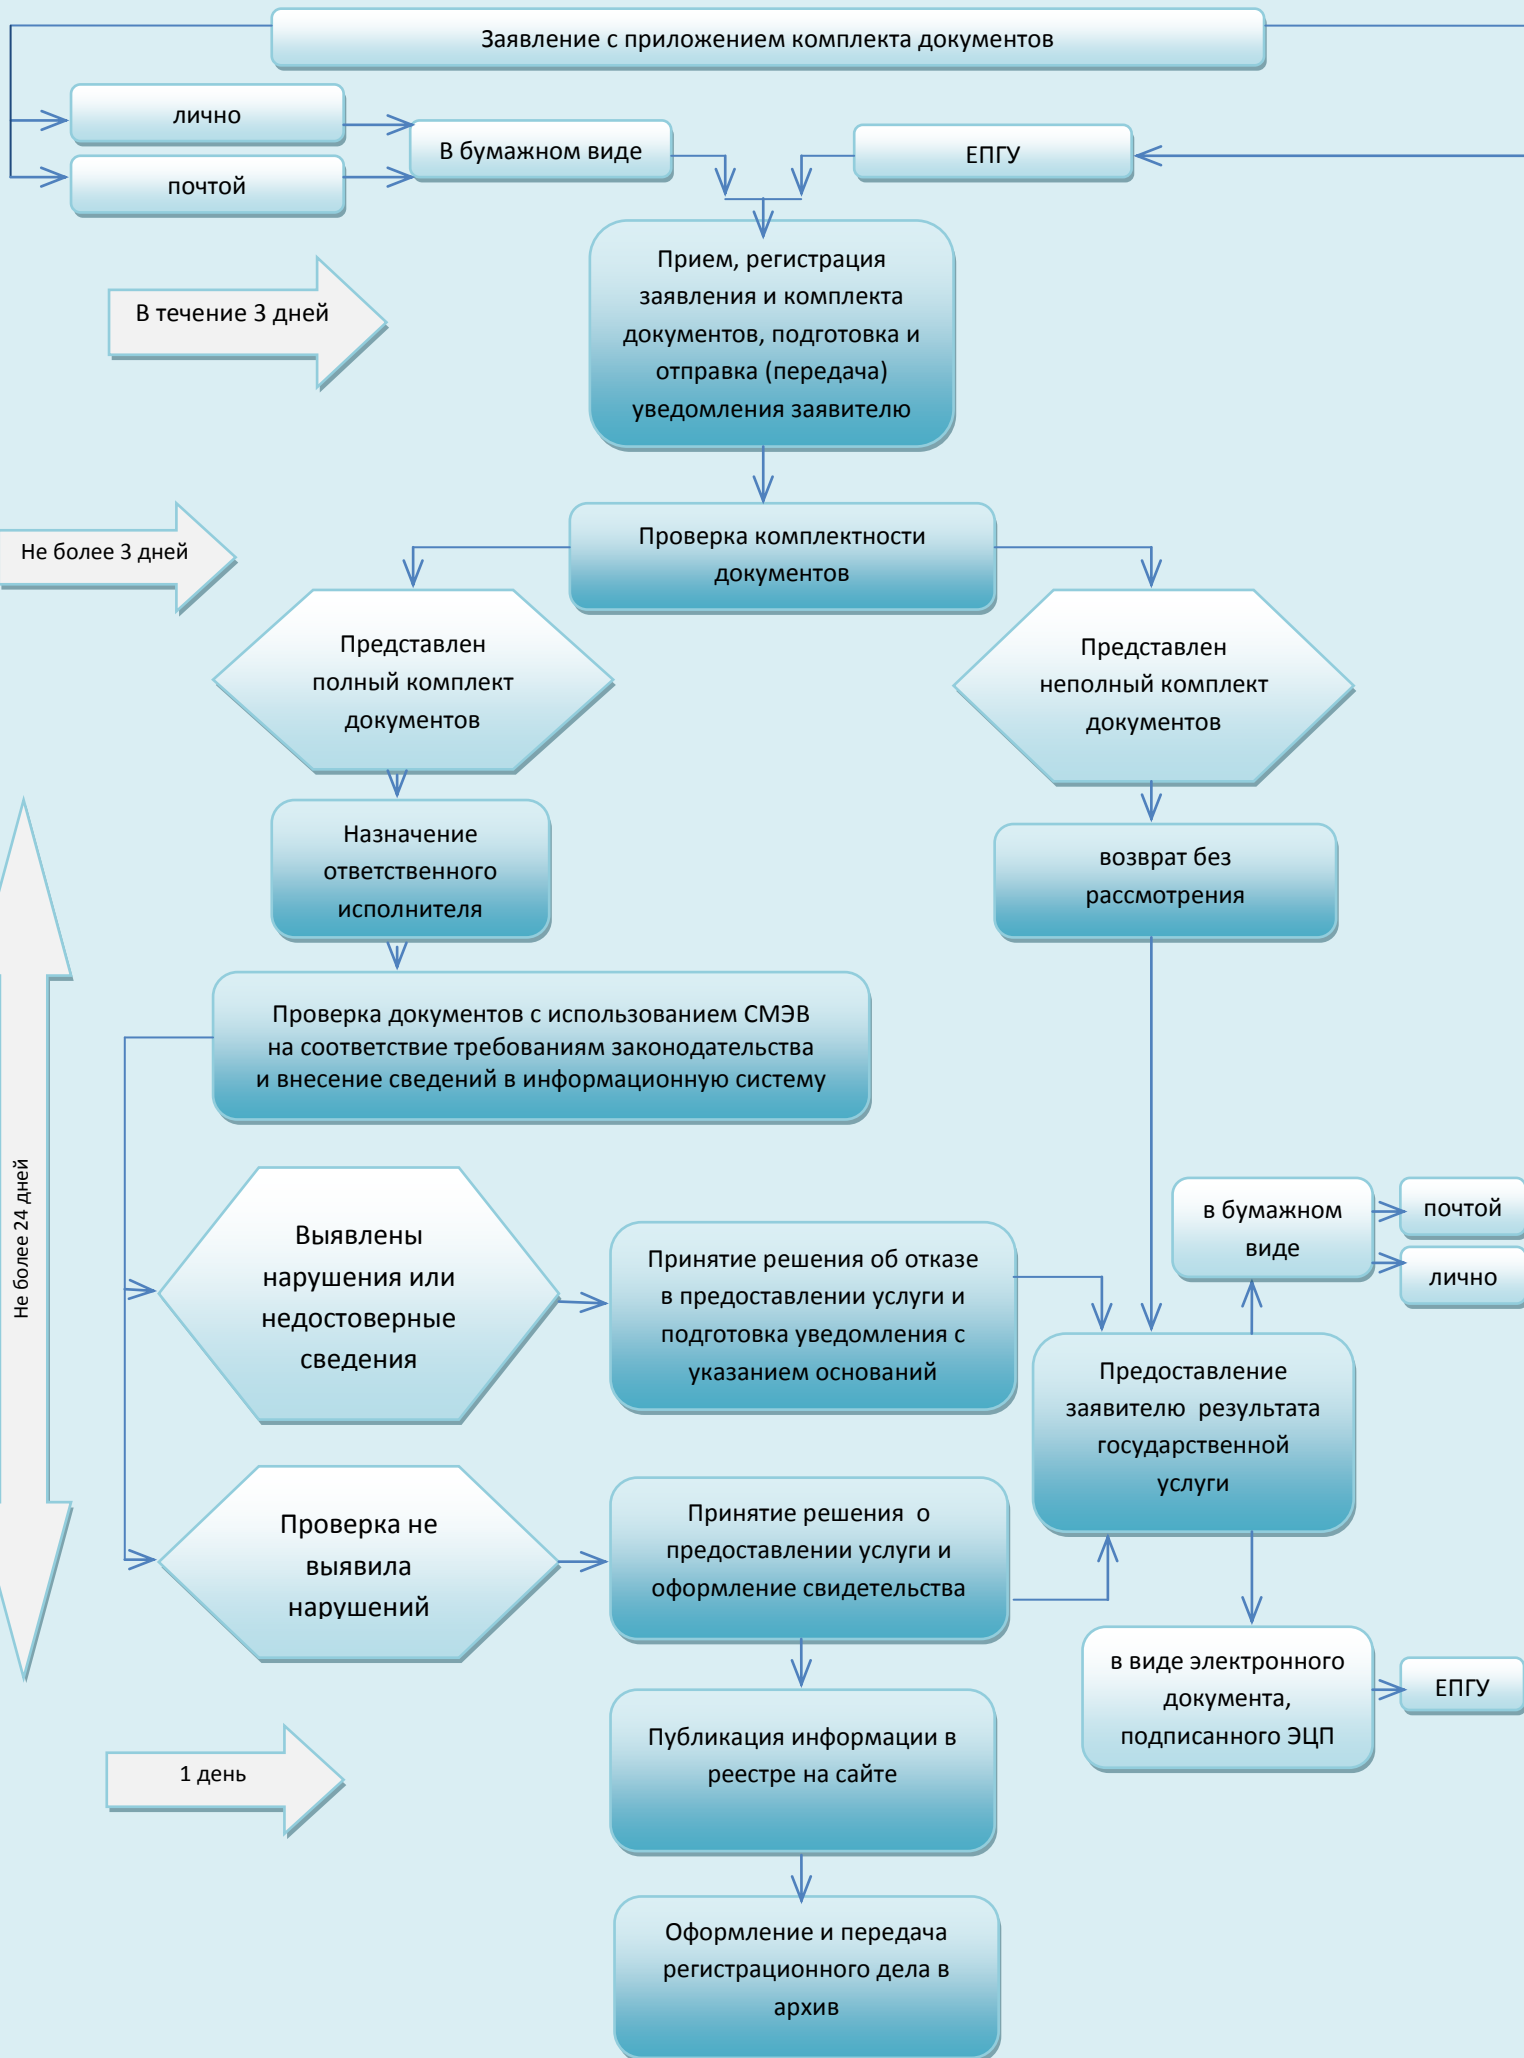 Заявление с приложением комплекта документов
лично
почтой
В бумажном виде
ЕПГУ
В течение 3 дней
Прием, регистрация
заявления и комплекта
документов, подготовка и
отправка (передача)
уведомления заявителю
Не более 3 дней
Проверка комплектности
документов
Представлен
полный комплект
документов
Представлен
неполный комплект
документов
Назначение
ответственного
исполнителя
возврат без
рассмотрения
Проверка документов с использованием СМЭВ
на соответствие требованиям законодательства
и внесение сведений в информационную систему
Не более 24 дней
Выявлены
нарушения или
недостоверные
сведения
Принятие решения об отказе
в предоставлении услуги и
подготовка уведомления с
указанием оснований
в бумажном
виде
почтой
лично
Предоставление
заявителю результата
государственной
услуги
Проверка не
выявила
нарушений
Принятие решения о
предоставлении услуги и
оформление свидетельства
в виде электронного
документа,
подписанного ЭЦП
ЕПГУ
1 день
Публикация информации в
реестре на сайте
Оформление и передача
регистрационного дела в
архив